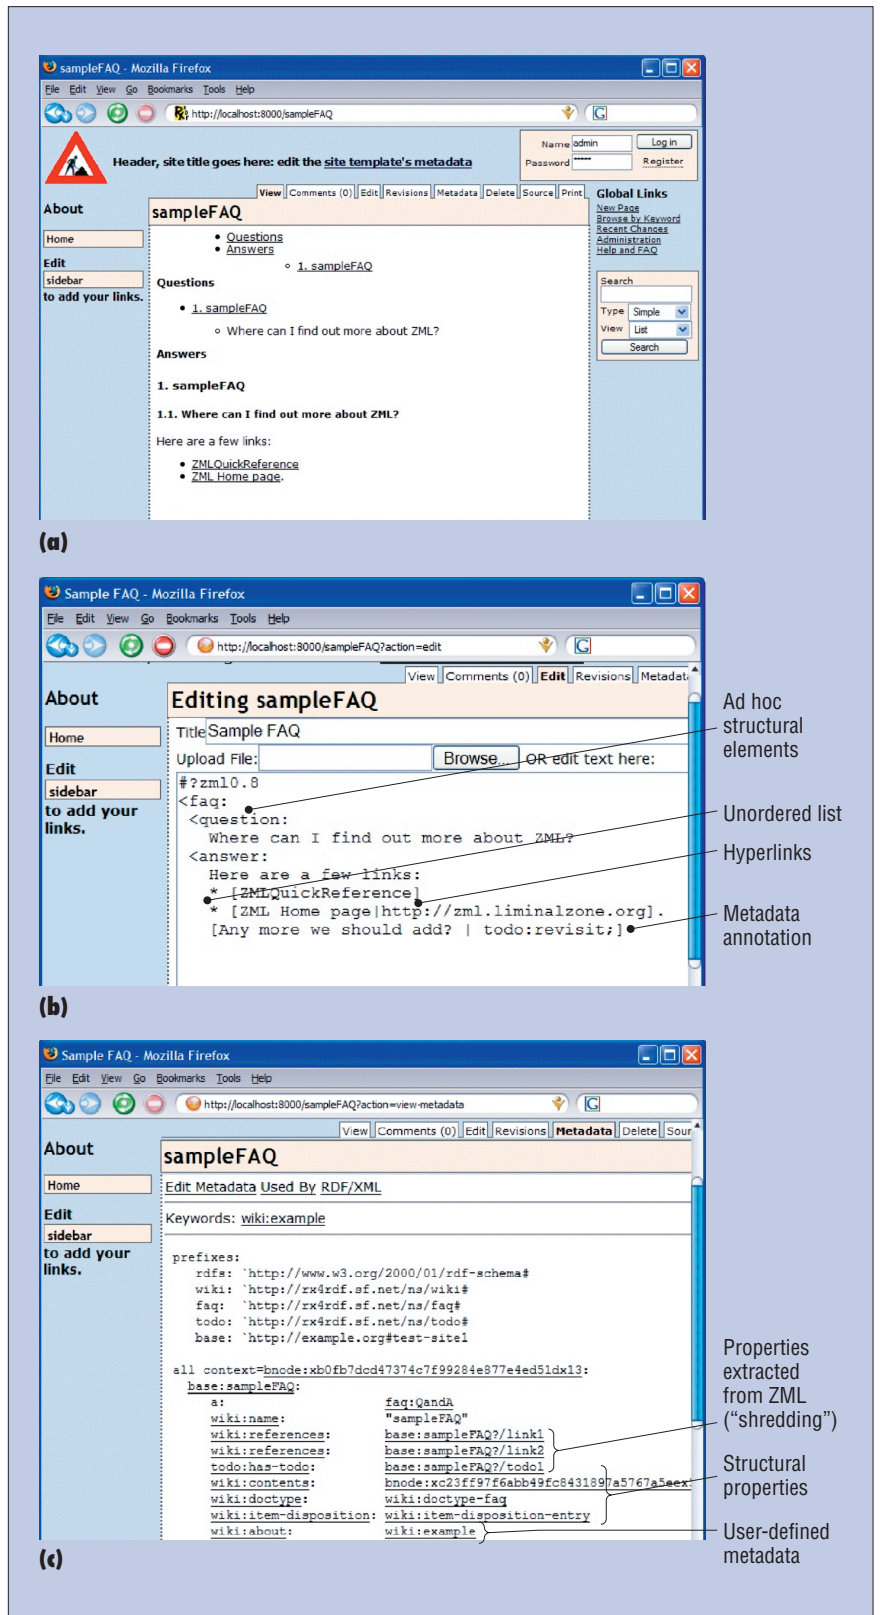 sampleFAQ - Mozilla Firefox
File Edit View Go Bookmarks Tools Help
http://localhost:8000/sampleFAQ
G
Header, site title goes here: edit the site template's metadata
Name admin Log in
Password ***** Register
View Comments (0) Edit Revisions Metadata Delete Source Print
About
Home
Edit
sidebar
to add your links.
sampleFAQ
• Questions
• Answers
◦ 1. sampleFAQ
Questions
• 1. sampleFAQ
◦ Where can I find out more about ZML?
Answers
1. sampleFAQ
1.1. Where can I find out more about ZML?
Here are a few links:
• ZMLQuickReference
• ZML Home page.
Global Links
New Page
Browse by Keyword
Recent Changes
Administration
Help and FAQ
Search
Type Simple
View List
Search
(a)
Sample FAQ - Mozilla Firefox
File Edit View Go Bookmarks Tools Help
http://localhost:8000/sampleFAQ?action=edit
G
View Comments (0) Edit Revisions Metadata
About
Home
Edit
sidebar
to add your
links.
Editing sampleFAQ
Title Sample FAQ
Upload File: Browse... OR edit text here:
#?zml0.8
<faq:
<question:
Where can I find out more about ZML?
<answer:
Here are a few links:
* [ZMLQuickReference]
* [ZML Home page|http://zml.liminalzone.org].
[Any more we should add? | todo:revisit;]
Ad hoc
structural
elements
Unordered list
Hyperlinks
Metadata
annotation
(b)
Sample FAQ - Mozilla Firefox
File Edit View Go Bookmarks Tools Help
http://localhost:8000/sampleFAQ?action=view-metadata
G
View Comments (0) Edit Revisions Metadata Delete Sour
About
Home
Edit
sidebar
to add your
links.
sampleFAQ
Edit Metadata Used By RDF/XML
Keywords: wiki:example
prefixes:
rdfs: `http://www.w3.org/2000/01/rdf-schema#
wiki: `http://rx4rdf.sf.net/ns/wiki#
faq: `http://rx4rdf.sf.net/ns/faq#
todo: `http://rx4rdf.sf.net/ns/todo#
base: `http://example.org#test-site1
all context=bnode:xb0fb7dcd47374c7f99284e877e4ed51dx13:
base:sampleFAQ:
a: faq:QandA
wiki:name: "sampleFAQ"
wiki:references: base:sampleFAQ?/link1
wiki:references: base:sampleFAQ?/link2
todo:has-todo: base:sampleFAQ?/todo1
wiki:contents: bnode:xc23ff97f6abb49fc8431897a5767a5eex
wiki:doctype: wiki:doctype-faq
wiki:item-disposition: wiki:item-disposition-entry
wiki:about: wiki:example
Properties
extracted
from ZML
(“shredding”)
Structural
properties
User-defined
metadata
(c)